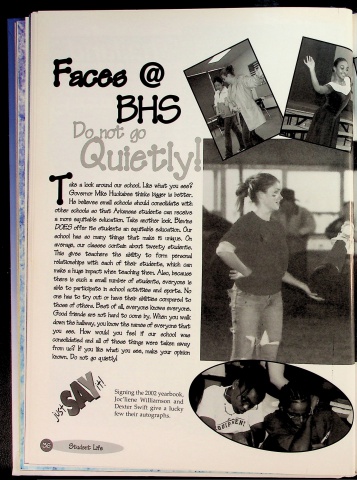 Faces @
BHS
Do not go
Quietly!
Take a look around our school. Like what you see?
Governor Mike Huckabee thinks bigger is better.
He believes small schools should consolidate with
other schools so that Arkansas students can receive
a more equitable education. Take another look. Blevins
DOES offer its students an equitable education. Our
school has so many things that make it unique. On
average, our classes contain about twenty students.
This gives teachers the ability to form personal
relationships with each of their students, which can
make a huge impact when teaching them. Also, because
there is such a small number of students, everyone is
able to participate in school activities and sports. No
one has to try out or have their abilities compared to
those of others. Best of all, everyone knows everyone.
Good friends are not hard to come by. When you walk
down the hallway, you know the name of everyone that
you see. How would you feel if our school was
consolidated and all of these things were taken away
from us? If you like what you see, make your opinion
known. Do not go quietly!
Just SAY it!
Signing the 2002 yearbook,
Joc'Tene Williamson and
Dexter Swift give a lucky
few their autographs.
36 Student Life